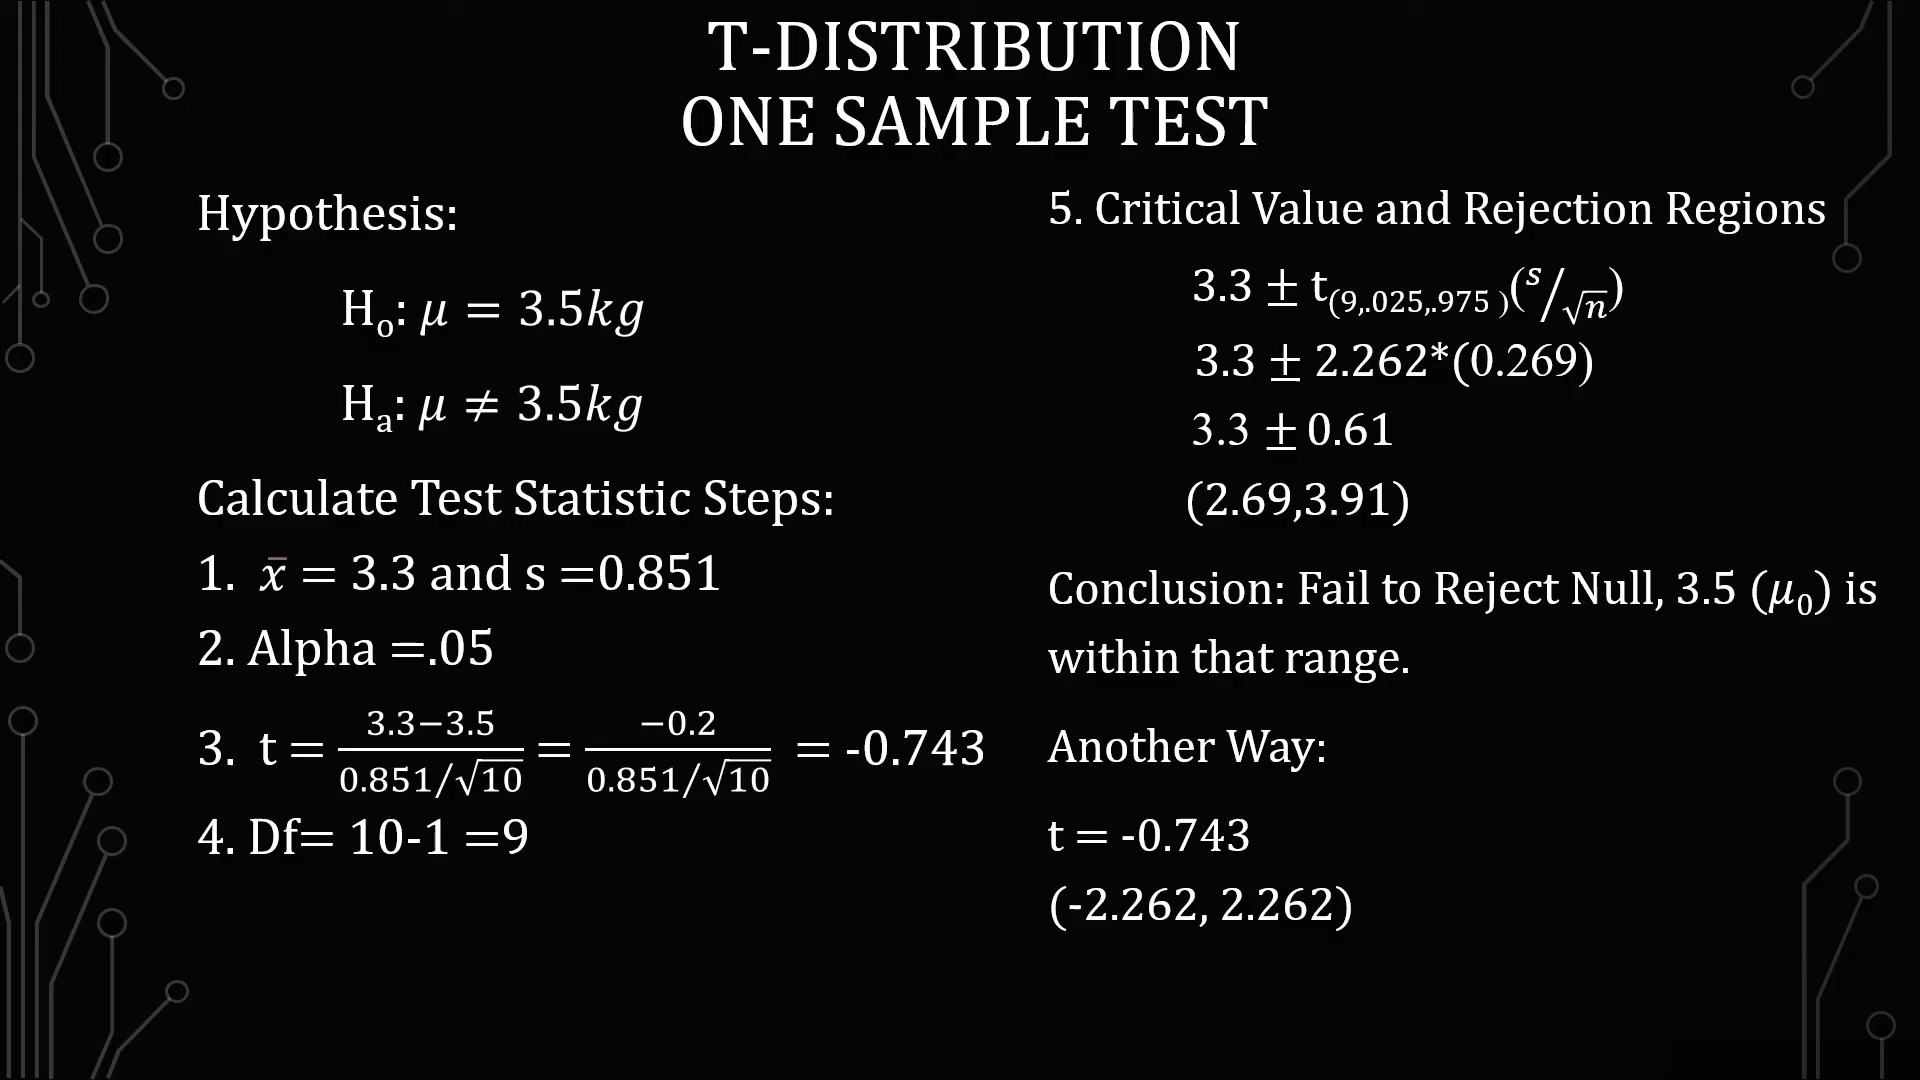 T-DISTRIBUTION
ONE SAMPLE TEST
Hypothesis:
Hₒ: μ = 3.5kg
Hₐ: μ ≠ 3.5kg
Calculate Test Statistic Steps:
1. x̄ = 3.3 and s =0.851
2. Alpha =.05
3. t = (3.3−3.5)/(0.851/√10) = (−0.2)/(0.851/√10) = -0.743
4. Df= 10-1 =9
5. Critical Value and Rejection Regions
3.3 ± t(9,.025,.975 )(s/√n)
3.3 ± 2.262*(0.269)
3.3 ± 0.61
(2.69,3.91)
Conclusion: Fail to Reject Null, 3.5 (μ₀) is
within that range.
Another Way:
t = -0.743
(-2.262, 2.262)